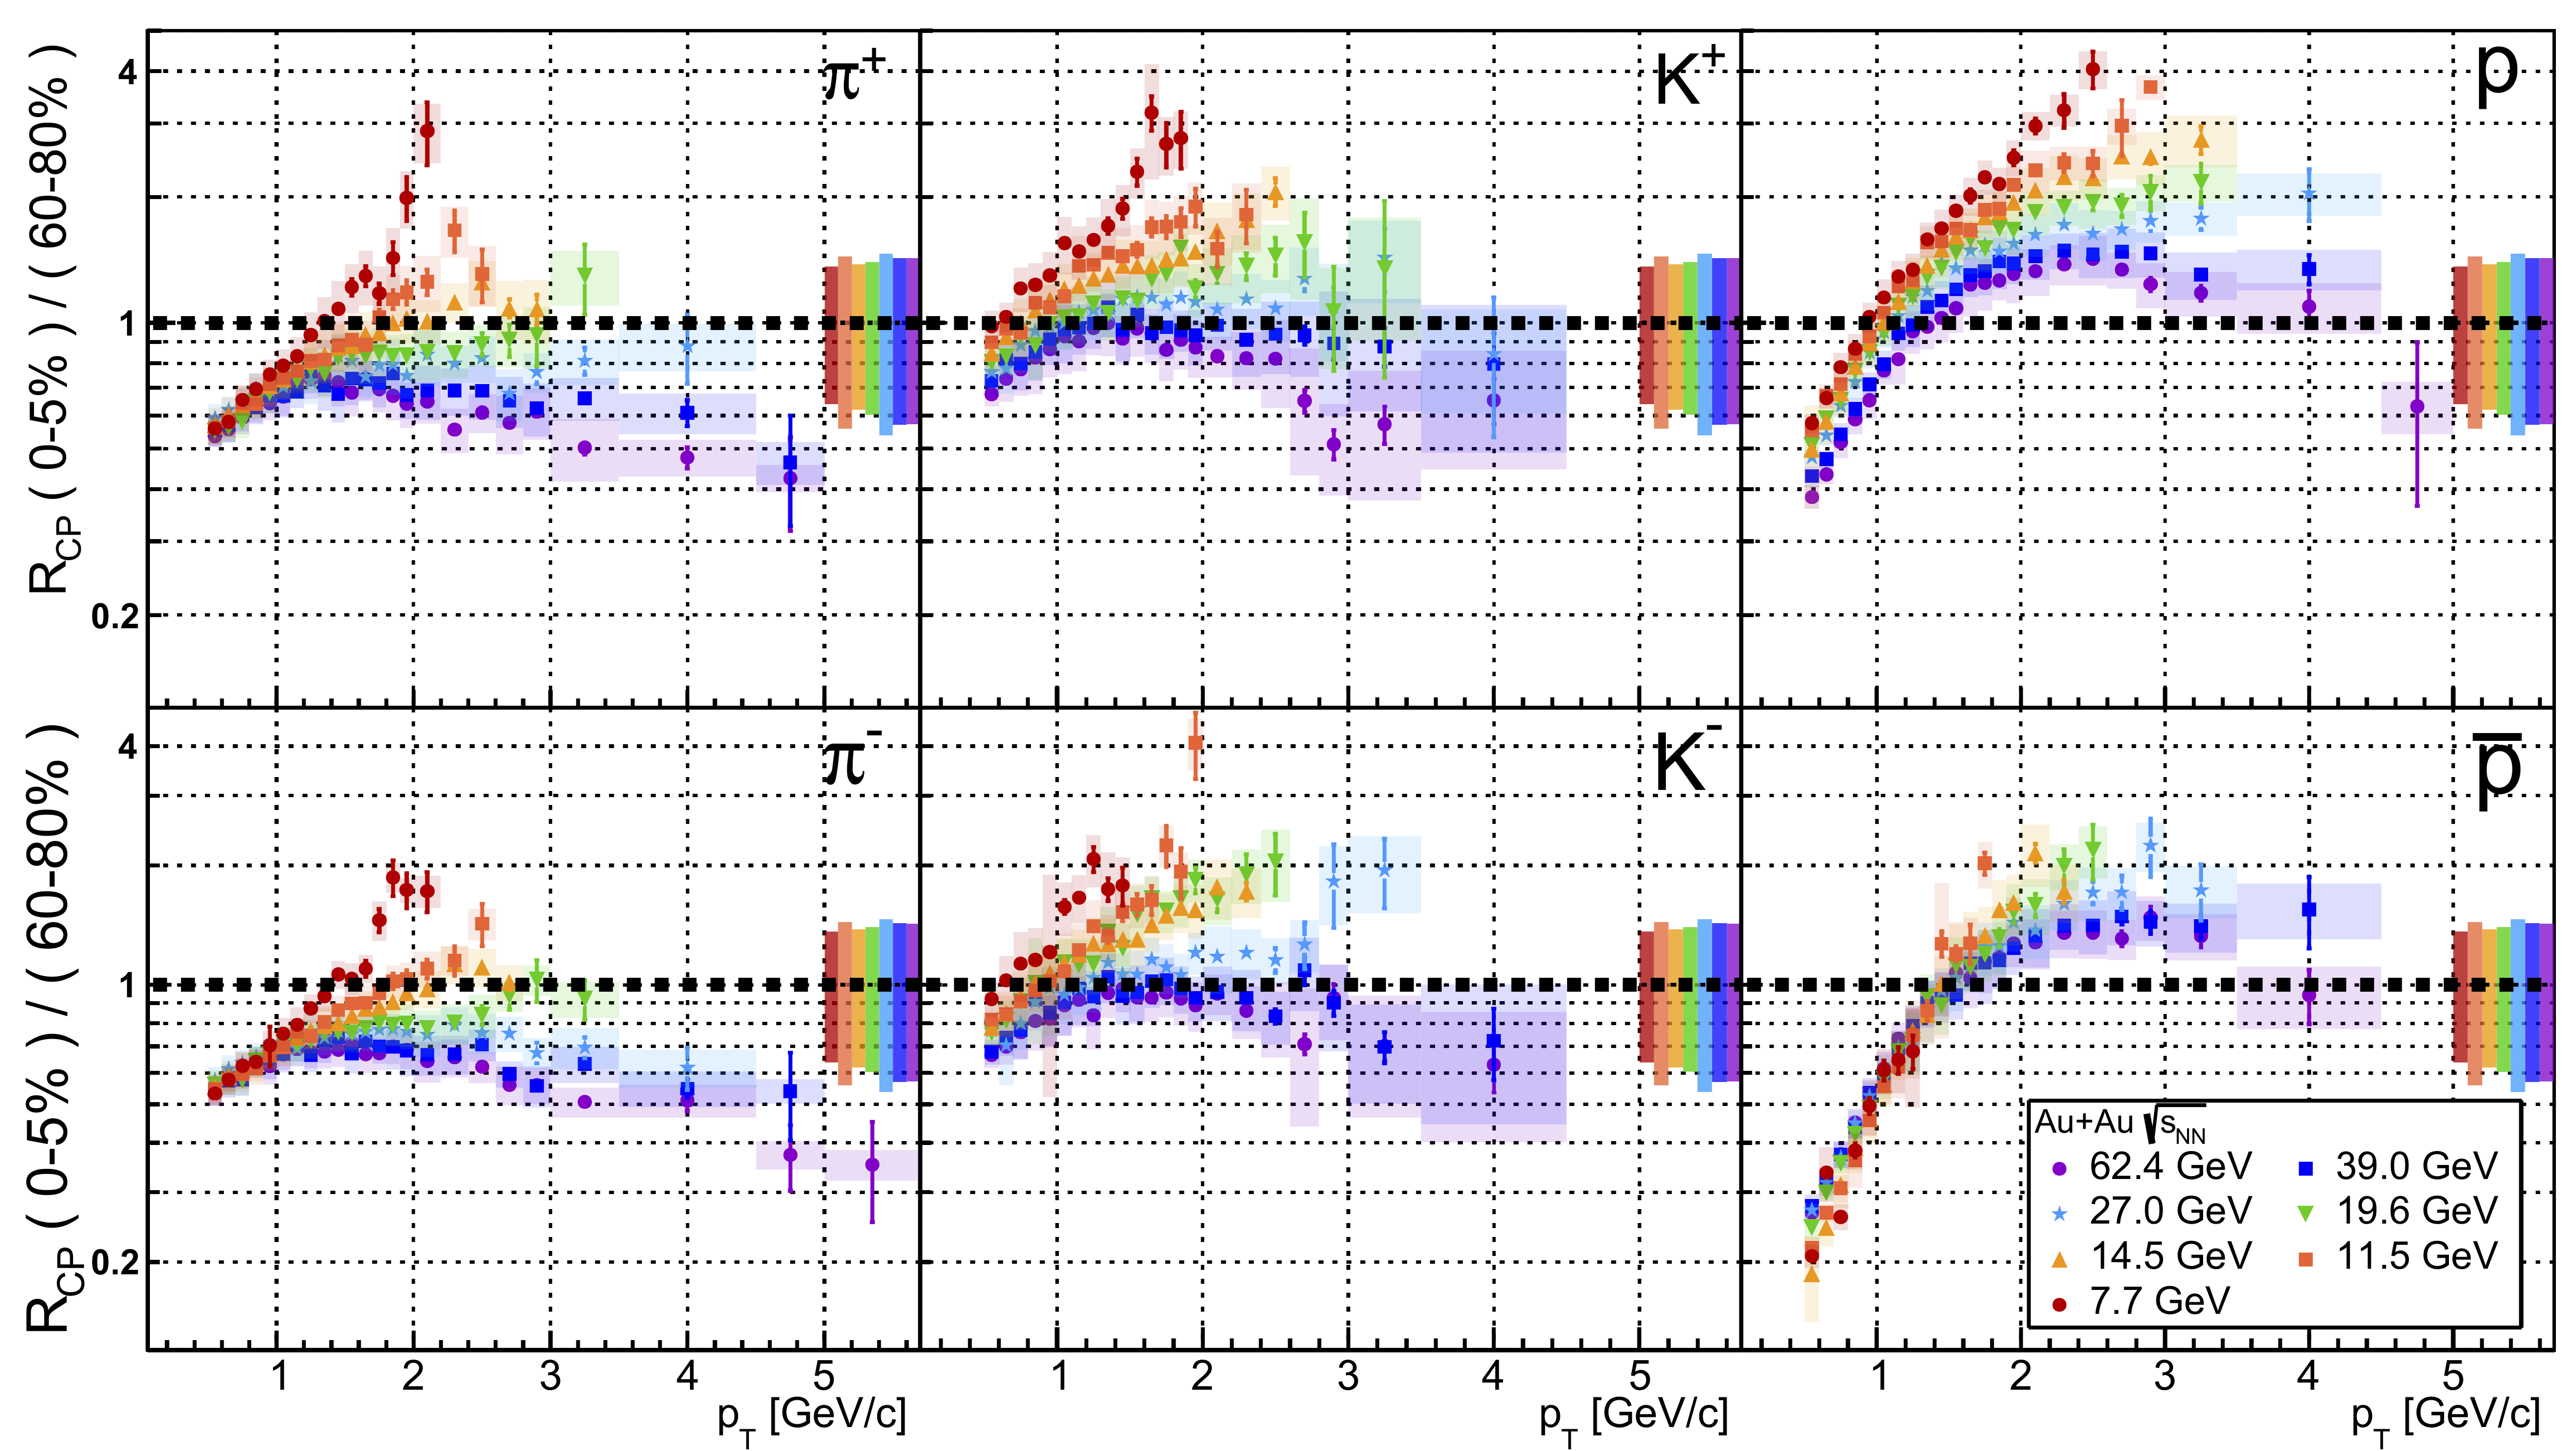 R_CP ( 0-5% ) / ( 60-80% )
4
1
0.2
π⁺
K⁺
p
R_CP ( 0-5% ) / ( 60-80% )
4
1
0.2
π⁻
K⁻
p̅
Au+Au √s_NN
62.4 GeV 39.0 GeV
27.0 GeV 19.6 GeV
14.5 GeV 11.5 GeV
7.7 GeV
1 2 3 4 5 1 2 3 4 5 1 2 3 4 5
p_T [GeV/c] p_T [GeV/c] p_T [GeV/c]